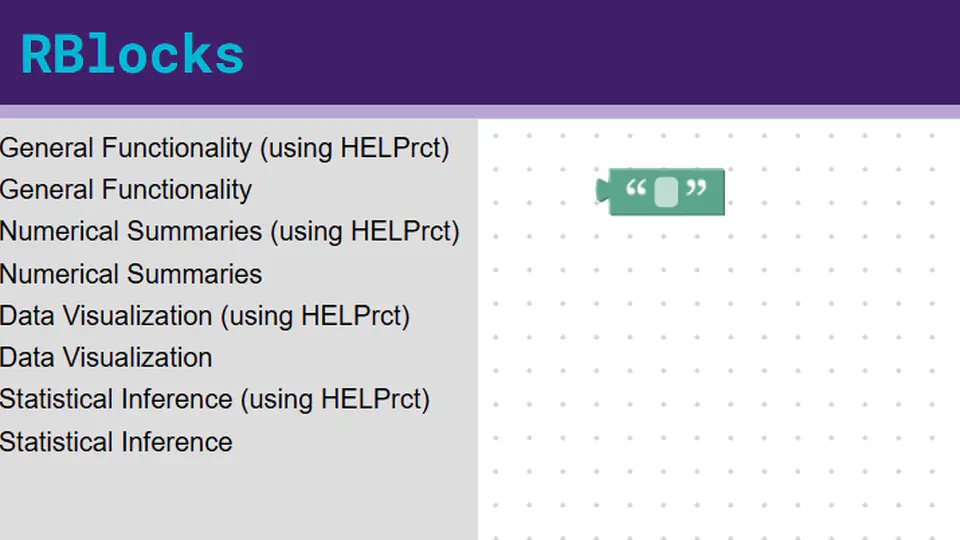 RBlocks
General Functionality (using HELPrct)
“ ”
General Functionality
Numerical Summaries (using HELPrct)
Numerical Summaries
Data Visualization (using HELPrct)
Data Visualization
Statistical Inference (using HELPrct)
Statistical Inference